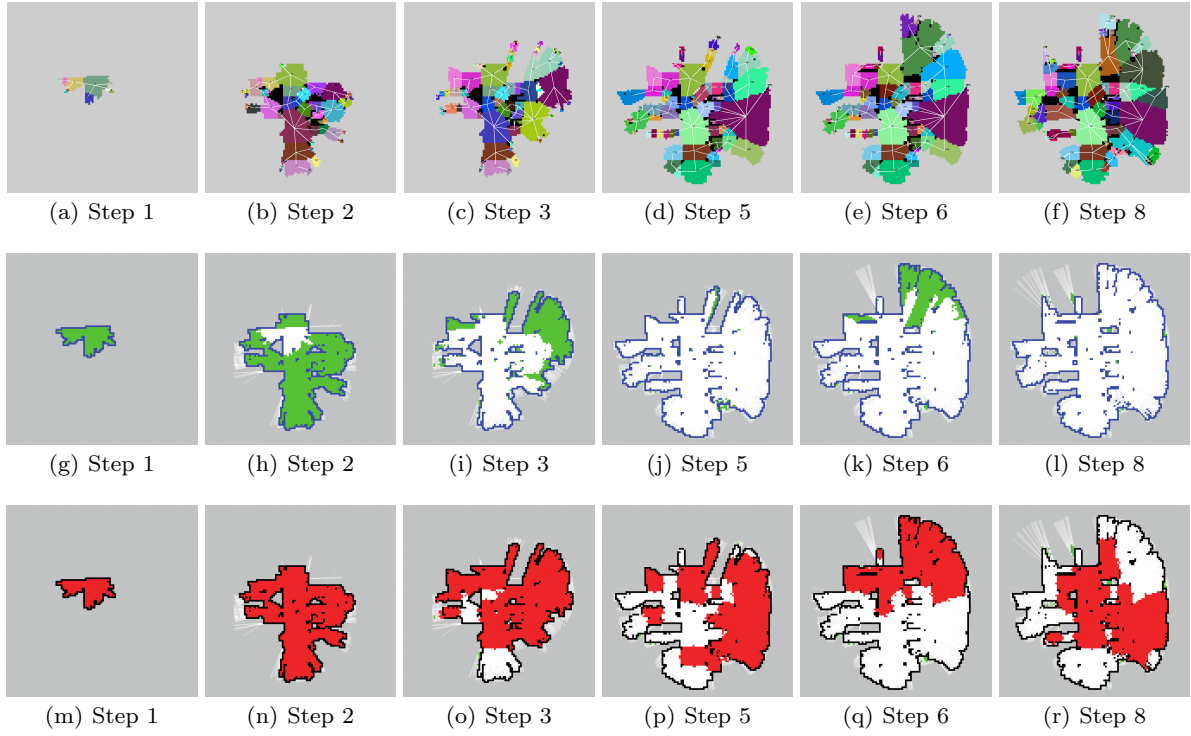 (a) Step 1 (b) Step 2 (c) Step 3 (d) Step 5 (e) Step 6 (f) Step 8
(g) Step 1 (h) Step 2 (i) Step 3 (j) Step 5 (k) Step 6 (l) Step 8
(m) Step 1 (n) Step 2 (o) Step 3 (p) Step 5 (q) Step 6 (r) Step 8